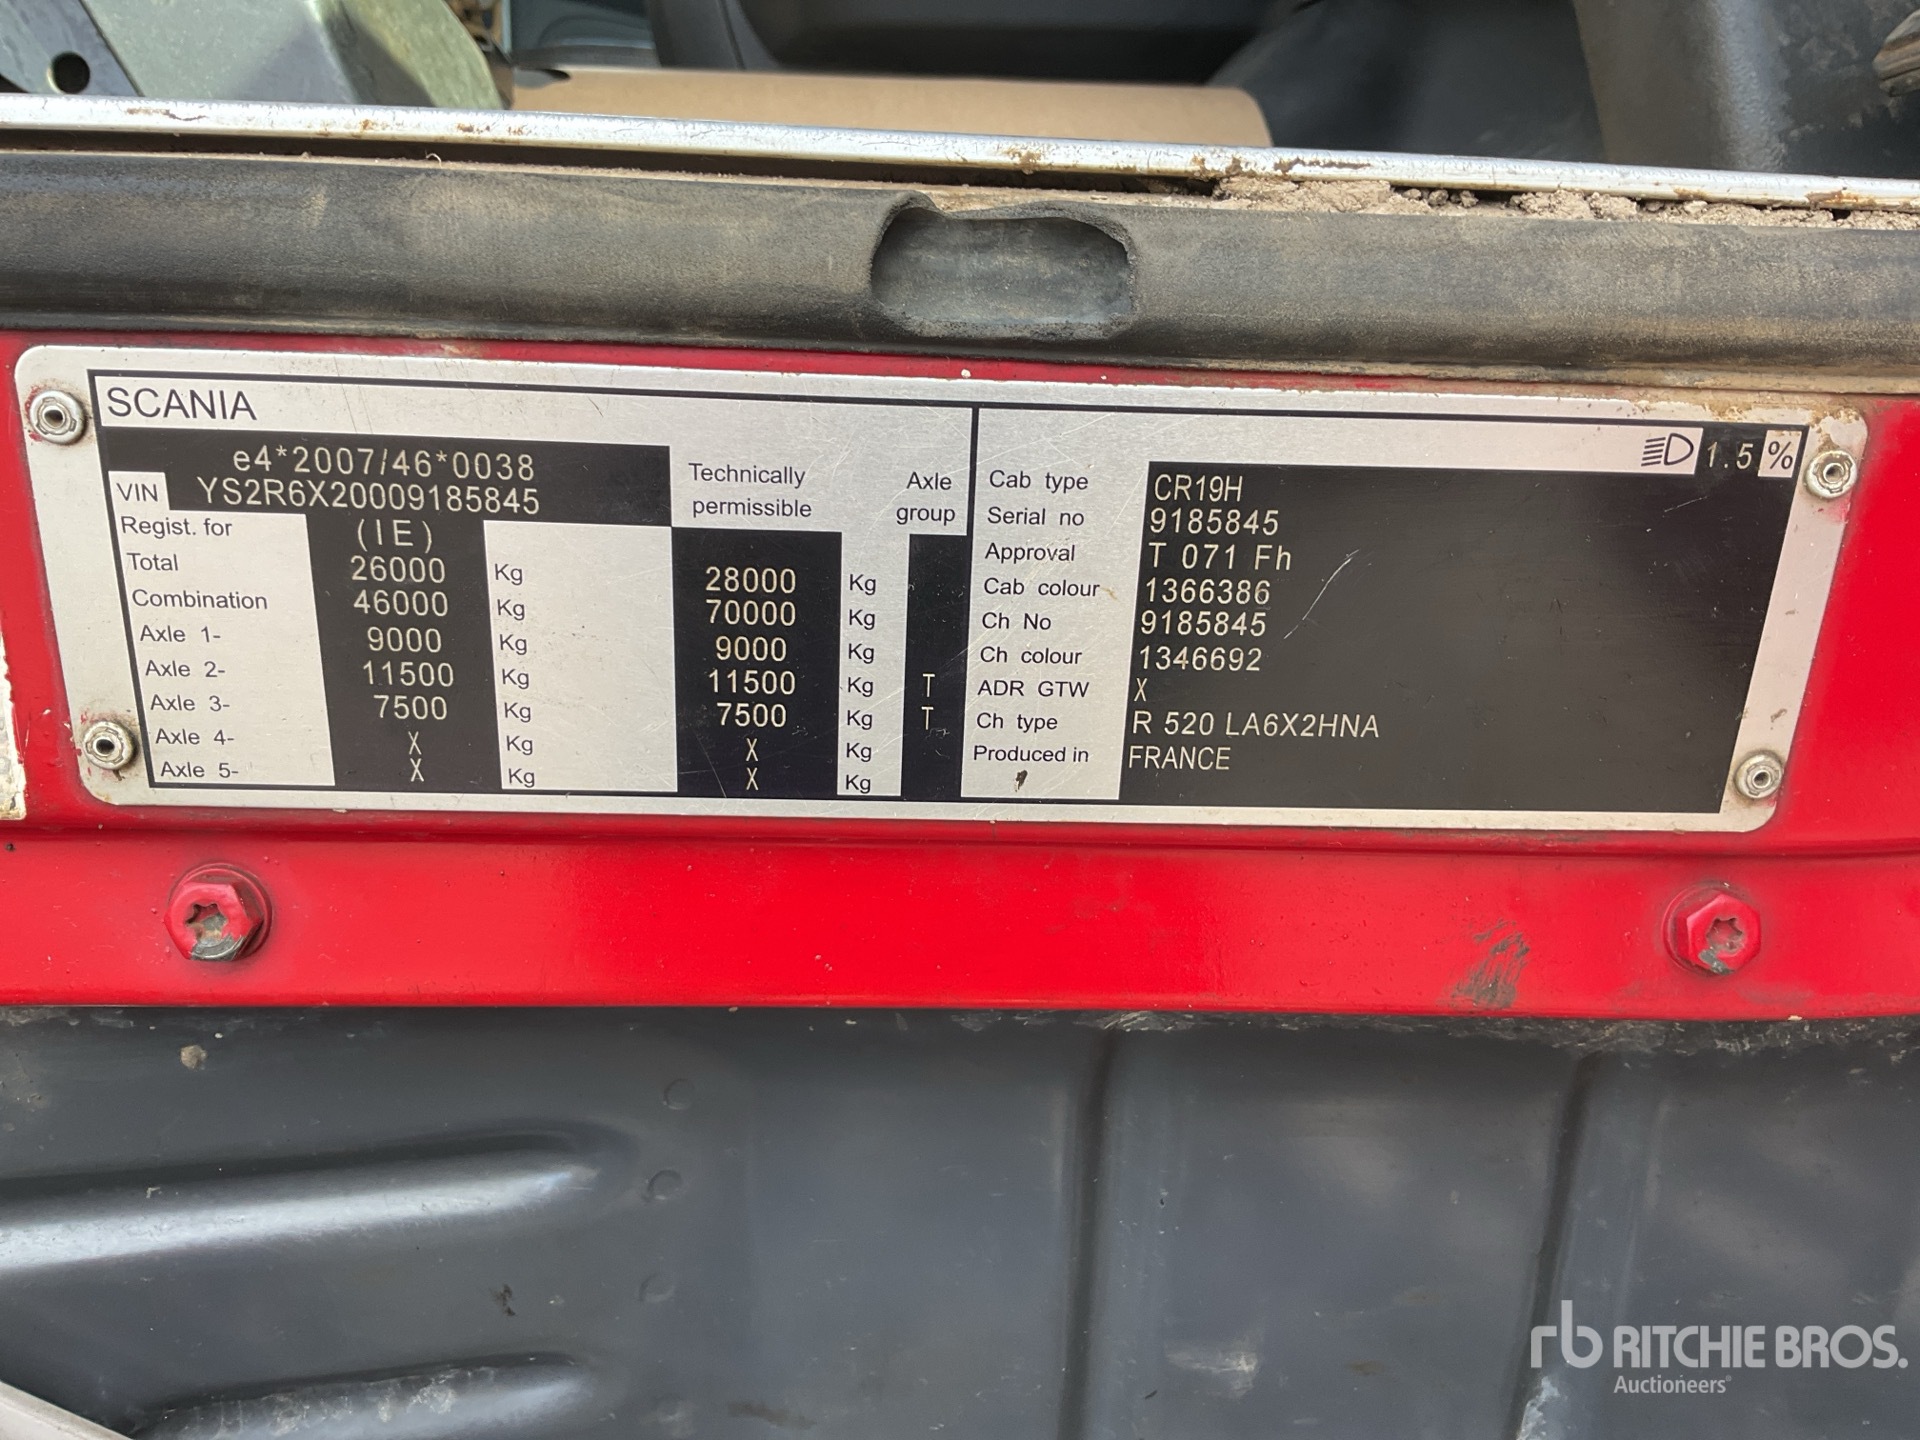 SCANIA
e4*2007/46*0038
VIN YS2R6X20009185845
Technically permissible
Axle group
Regist. for (IE)
Total 26000 Kg 28000 Kg
Combination 46000 Kg 70000 Kg
Axle 1- 9000 Kg 9000 Kg
Axle 2- 11500 Kg 11500 Kg T
Axle 3- 7500 Kg 7500 Kg T
Axle 4- X Kg X Kg
Axle 5- X Kg X Kg
1.5 %
Cab type CR19H
Serial no 9185845
Approval T 071 Fh
Cab colour 1366386
Ch No 9185845
Ch colour 1346692
ADR GTW X
Ch type R 520 LA6X2HNA
Produced in FRANCE
rb RITCHIE BROS.
Auctioneers